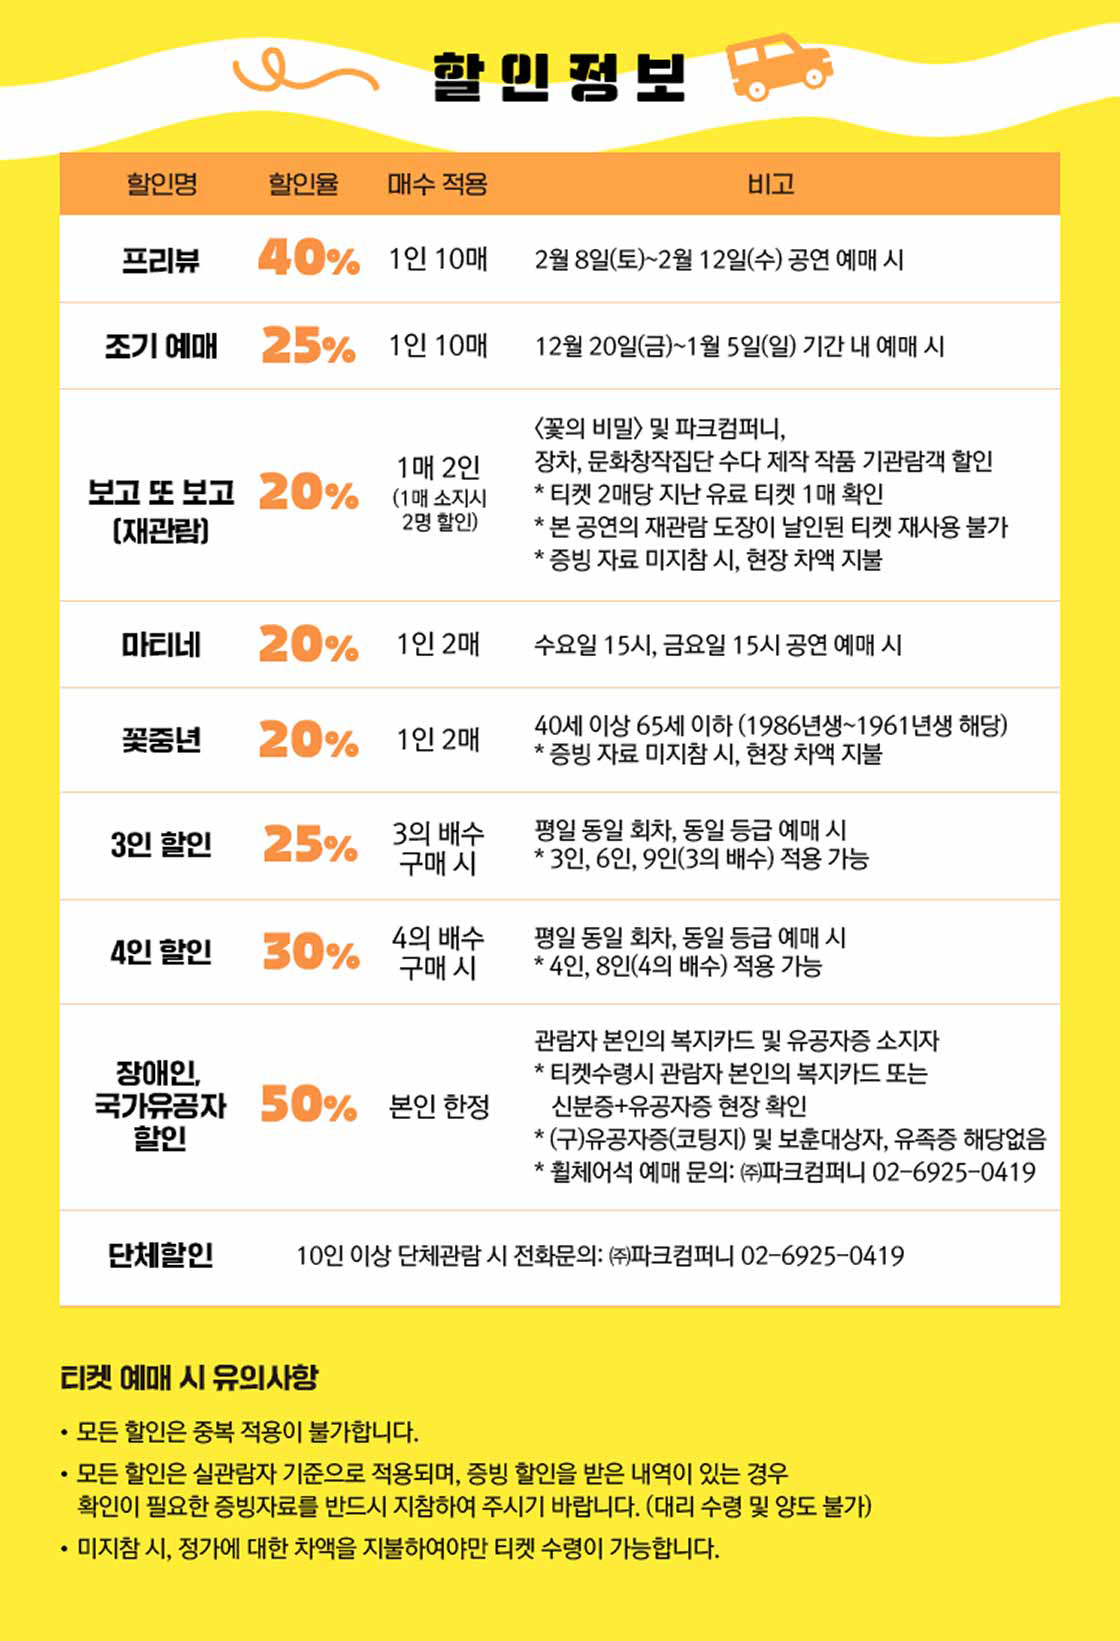 할인정보
할인명 할인율 매수 적용 비고
프리뷰 40% 1인 10매 2월 8일(토)~2월 12일(수) 공연 예매 시
조기 예매 25% 1인 10매 12월 20일(금)~1월 5일(일) 기간 내 예매 시
보고 또 보고
(재관람)
20%
1매 2인
(1매 소지시
2명 할인)
〈꽃의 비밀〉 및 파크컴퍼니,
장차, 문화창작집단 수다 제작 작품 기관람객 할인
* 티켓 2매당 지난 유료 티켓 1매 확인
* 본 공연의 재관람 도장이 날인된 티켓 재사용 불가
* 증빙 자료 미지참 시, 현장 차액 지불
마티네 20% 1인 2매 수요일 15시, 금요일 15시 공연 예매 시
꽃중년 20% 1인 2매
40세 이상 65세 이하 (1986년생~1961년생 해당)
* 증빙 자료 미지참 시, 현장 차액 지불
3인 할인 25%
3의 배수
구매 시
평일 동일 회차, 동일 등급 예매 시
* 3인, 6인, 9인(3의 배수) 적용 가능
4인 할인 30%
4의 배수
구매 시
평일 동일 회차, 동일 등급 예매 시
* 4인, 8인(4의 배수) 적용 가능
장애인,
국가유공자
할인
50%
본인 한정
관람자 본인의 복지카드 및 유공자증 소지자
* 티켓수령시 관람자 본인의 복지카드 또는
신분증+유공자증 현장 확인
* (구)유공자증(코팅지) 및 보훈대상자, 유족증 해당없음
* 휠체어석 예매 문의: ㈜파크컴퍼니 02-6925-0419
단체할인 10인 이상 단체관람 시 전화문의: ㈜파크컴퍼니 02-6925-0419
티켓 예매 시 유의사항
• 모든 할인은 중복 적용이 불가합니다.
• 모든 할인은 실관람자 기준으로 적용되며, 증빙 할인을 받은 내역이 있는 경우
확인이 필요한 증빙자료를 반드시 지참하여 주시기 바랍니다. (대리 수령 및 양도 불가)
• 미지참 시, 정가에 대한 차액을 지불하여야만 티켓 수령이 가능합니다.